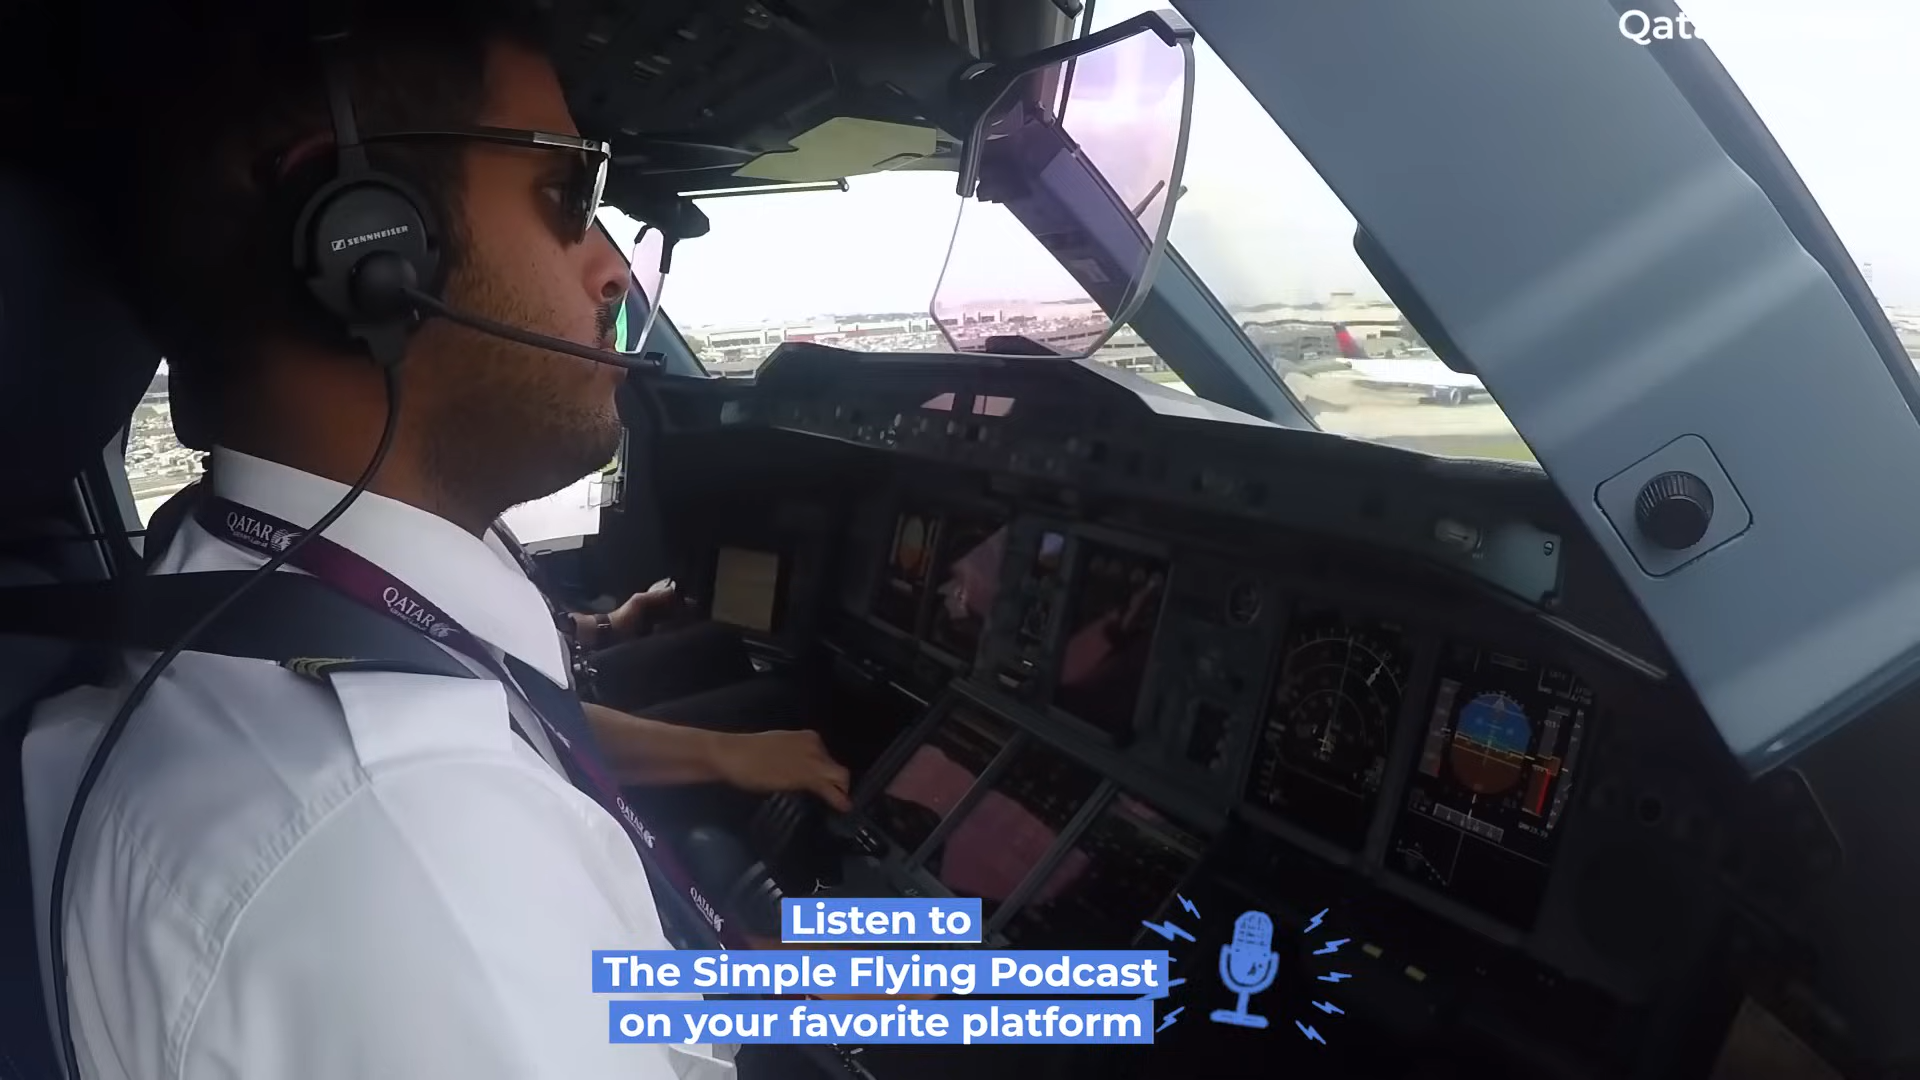 Qat
SENNHEISER
QATAR
QATAR
QATAR
QATAR
Listen to
The Simple Flying Podcast
on your favorite platform